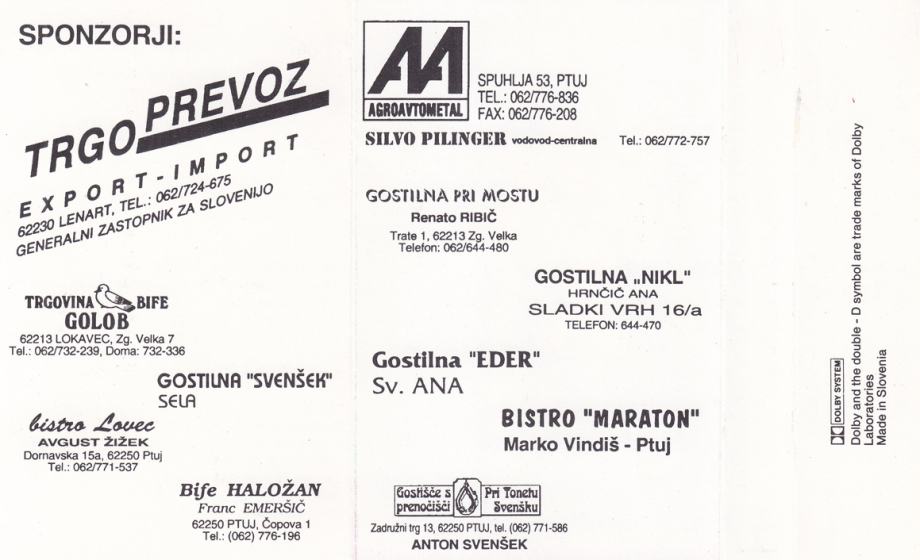 SPONZORJI:
TRGOPREVOZ
EXPORT-IMPORT
62230 LENART, TEL.: 062/724-675
GENERALNI ZASTOPNIK ZA SLOVENIJO
TRGOVINA BIFE
GOLOB
62213 LOKAVEC, Zg. Velka 7
Tel.: 062/732-239, Doma: 732-336
GOSTILNA "SVENŠEK"
SELA
bistro Lovec
AVGUST ŽIŽEK
Dornavska 15a, 62250 Ptuj
Tel.: 062/771-537
Bife HALOŽAN
Franc EMERŠIČ
62250 PTUJ, Čopova 1
Tel.: (062) 776-196
AA
AGROAVTOMETAL
SPUHLJA 53, PTUJ
TEL.: 062/776-836
FAX: 062/776-208
SILVO PILINGER vodovod-centralna Tel.: 062/772-757
GOSTILNA PRI MOSTU
Renato RIBIČ
Trate 1, 62213 Zg. Velka
Telefon: 062/644-480
GOSTILNA „NIKL"
HRNČIČ ANA
SLADKI VRH 16/a
TELEFON: 644-470
Gostilna "EDER"
Sv. ANA
BISTRO "MARATON"
Marko Vindiš - Ptuj
Gostišče s prenočišči
Pri Tonetu Svenšku
Zadružni trg 13, 62250 PTUJ, tel. (062) 771-586
ANTON SVENŠEK
DOLBY SYSTEM
Dolby and the double - D symbol are trade marks of Dolby
Laboratories
Made in Slovenia